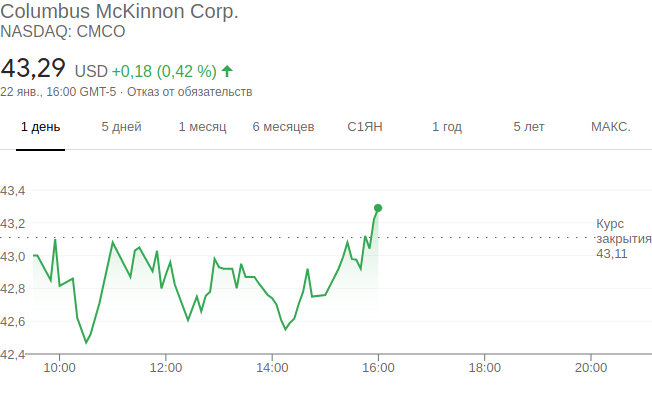 Columbus McKinnon Corp.
NASDAQ: CMCO
43,29 USD +0,18 (0,42 %)
22 янв., 16:00 GMT-5 · Отказ от обязательств
1 день 5 дней 1 месяц 6 месяцев С1ЯН 1 год 5 лет МАКС.
43,4
43,2
43,0
42,8
42,6
42,4
Курс
закрытия
43,11
10:00 12:00 14:00 16:00 18:00 20:00